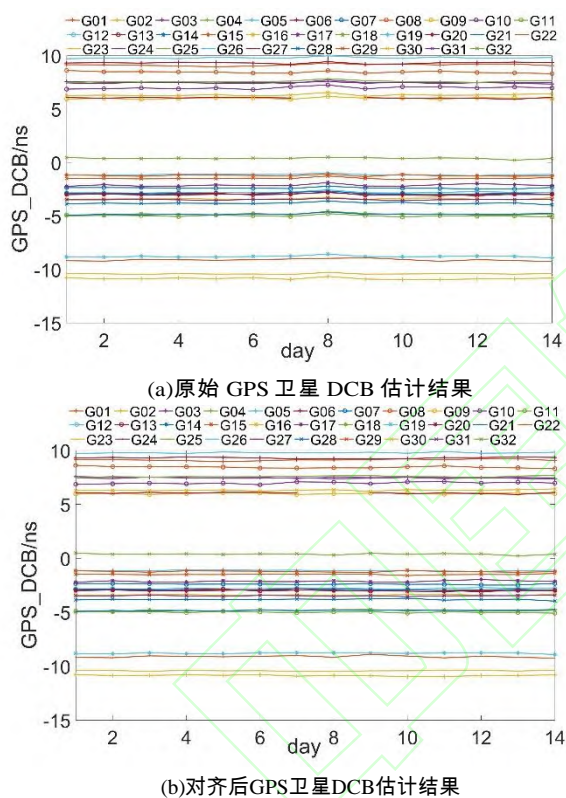 G01 G02 G03 G04 G05 G06 G07 G08 G09 G10 G11
G12 G13 G14 G15 G16 G17 G18 G19 G20 G21 G22
G23 G24 G25 G26 G27 G28 G29 G30 G31 G32
10
5
0
-5
-10
-15
GPS_DCB/ns
2 4 6 8 10 12 14
day
(a)原始 GPS 卫星 DCB 估计结果
G01 G02 G03 G04 G05 G06 G07 G08 G09 G10 G11
G12 G13 G14 G15 G16 G17 G18 G19 G20 G21 G22
G23 G24 G25 G26 G27 G28 G29 G30 G31 G32
10
5
0
-5
-10
-15
GPS_DCB/ns
2 4 6 8 10 12 14
day
(b)对齐后GPS卫星DCB估计结果